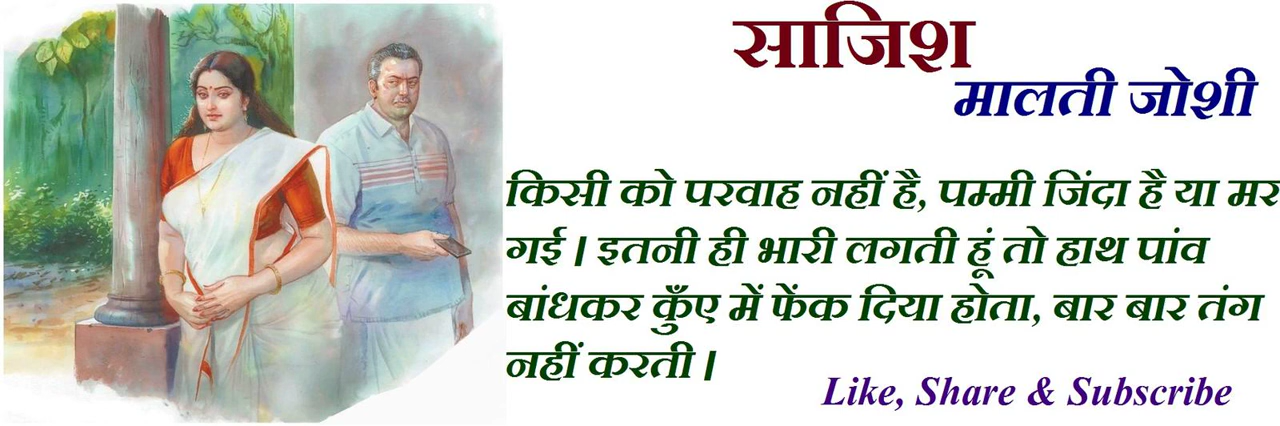 साजिश
मालती जोशी
किसी को परवाह नहीं है, पम्मी जिंदा है या मर
गई । इतनी ही भारी लगती हूं तो हाथ पांव
बांधकर कुँए में फेंक दिया होता, बार बार तंग
नहीं करती ।
Like, Share & Subscribe